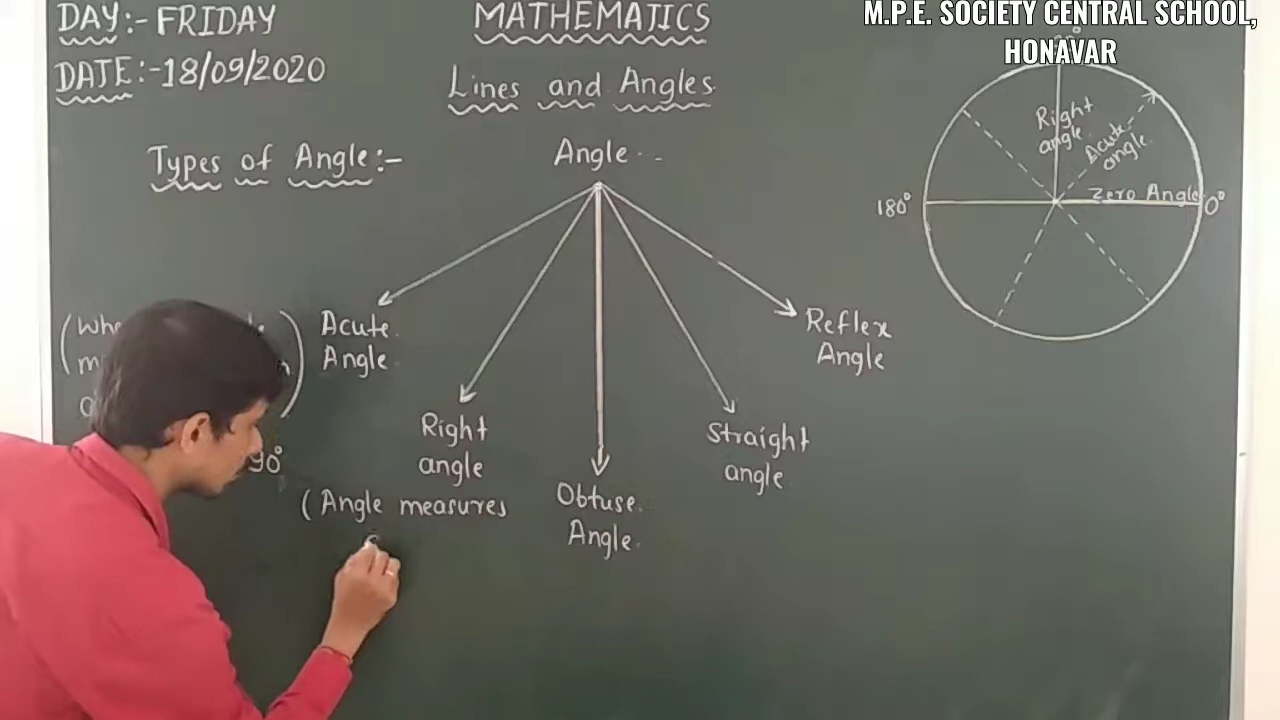 DAY:- FRIDAY
DATE:-18/09/2020
MATHEMATICS
Lines and Angles.
M.P.E. SOCIETY CENTRAL SCHOOL,
HONAVAR
Types of Angle:-
Angle
Acute
Angle
90°
Right
angle
(Angle measures
Obtuse
Angle
Straight
angle
Reflex
Angle
Right
angle
Acute
angle
Zero Angle
180°
0°